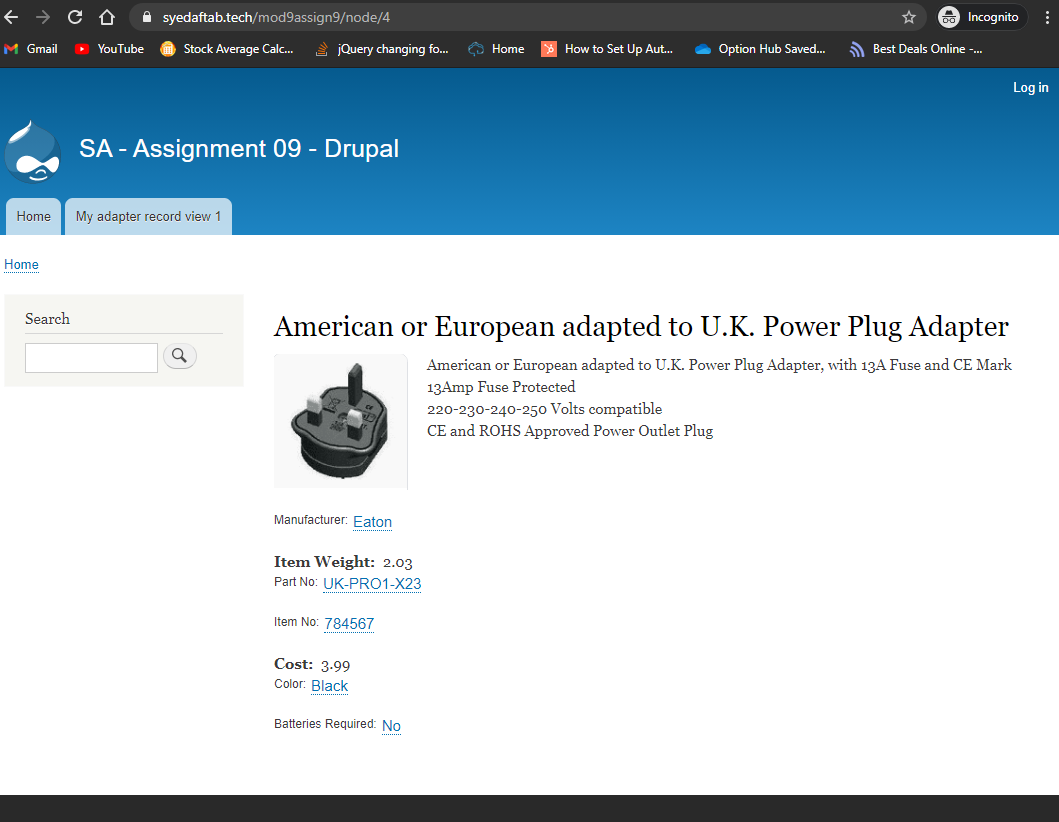 syedaftab.tech/mod9assign9/node/4
Incognito
Gmail
YouTube
Stock Average Calc...
jQuery changing fo...
Home
How to Set Up Aut...
Option Hub Saved...
Best Deals Online -...
Log in
SA - Assignment 09 - Drupal
Home
My adapter record view 1
Home
Search
American or European adapted to U.K. Power Plug Adapter
American or European adapted to U.K. Power Plug Adapter, with 13A Fuse and CE Mark
13Amp Fuse Protected
220-230-240-250 Volts compatible
CE and ROHS Approved Power Outlet Plug
Manufacturer: Eaton
Item Weight: 2.03
Part No: UK-PRO1-X23
Item No: 784567
Cost: 3.99
Color: Black
Batteries Required: No